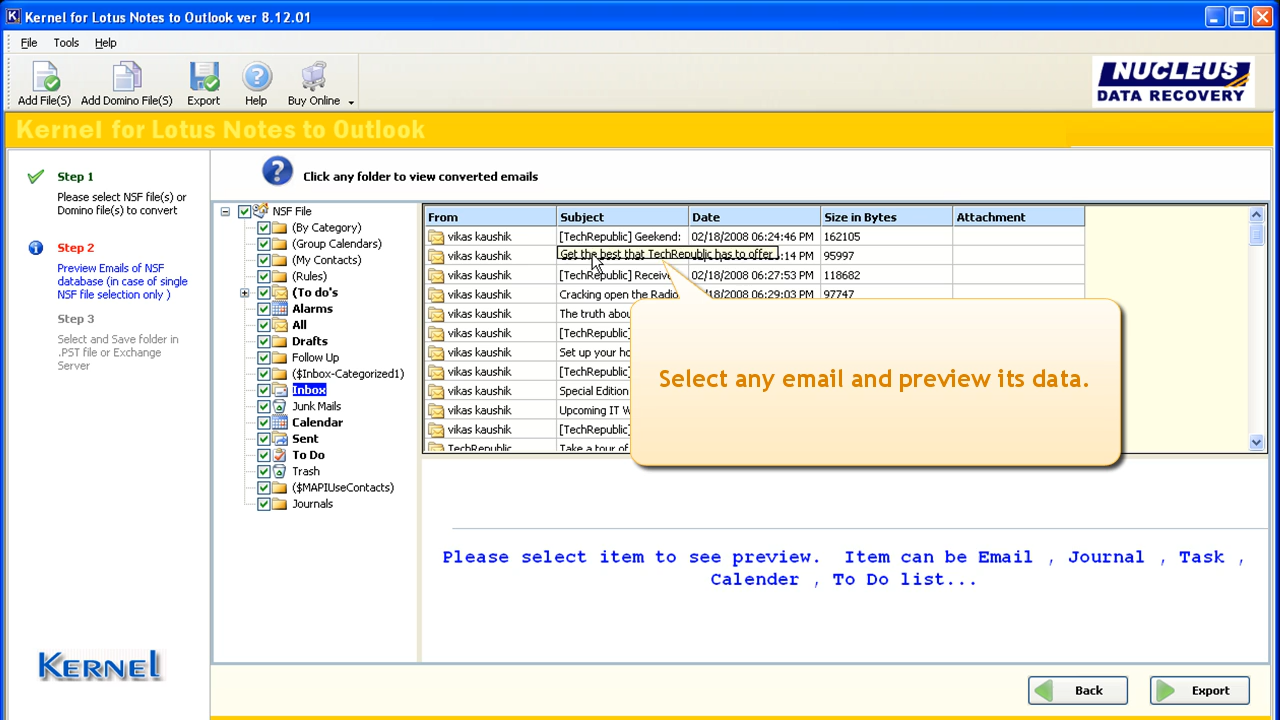 Kernel for Lotus Notes to Outlook ver 8.12.01
File Tools Help
Add File(S) Add Domino File(S) Export Help Buy Online
NUCLEUS
DATA RECOVERY
Kernel for Lotus Notes to Outlook
Step 1
Please select NSF file(s) or
Domino file(s) to convert
Step 2
Preview Emails of NSF
database (in case of single
NSF file selection only )
Step 3
Select and Save folder in
.PST file or Exchange
Server
KERNEL
Click any folder to view converted emails
NSF File
(By Category)
(Group Calendars)
(My Contacts)
(Rules)
(To do's
Alarms
All
Drafts
Follow Up
($Inbox-Categorized1)
Inbox
Junk Mails
Calendar
Sent
To Do
Trash
($MAPIUseContacts)
Journals
From Subject Date Size in Bytes Attachment
vikas kaushik [TechRepublic] Geekend: 02/18/2008 06:24:46 PM 162105
vikas kaushik Get the best that TechRepublic has to offer :14 PM 95997
vikas kaushik [TechRepublic] Receive 02/18/2008 06:27:53 PM 118682
vikas kaushik Cracking open the Radio /18/2008 06:29:03 PM 97747
vikas kaushik The truth abou
vikas kaushik [TechRepublic]
vikas kaushik Set up your ho
vikas kaushik [TechRepublic]
vikas kaushik Special Edition
vikas kaushik Upcoming IT W
vikas kaushik [TechRepublic]
TechRepublic Take a tour of
Select any email and preview its data.
Please select item to see preview. Item can be Email , Journal , Task ,
Calender , To Do list...
Back Export